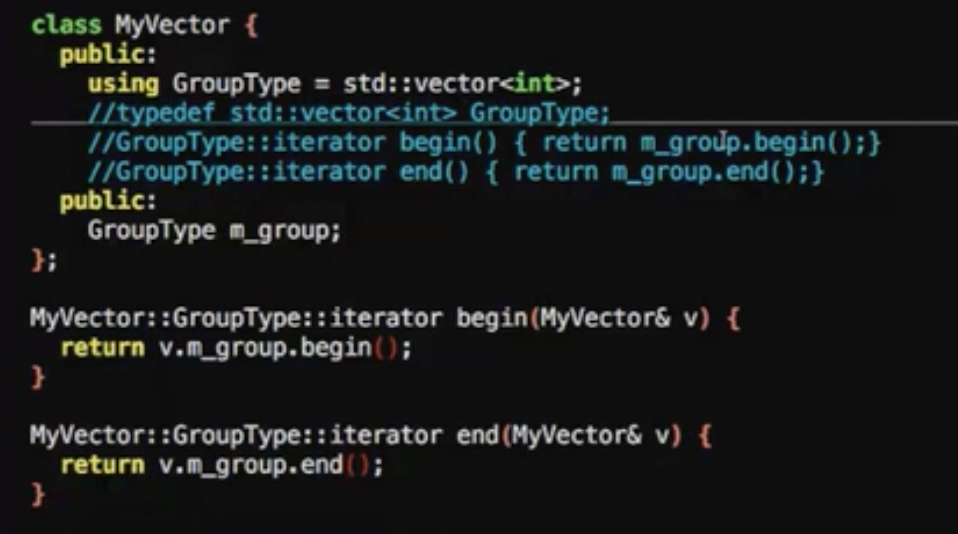 class MyVector {
public:
using GroupType = std::vector<int>;
//typedef std::vector<int> GroupType;
//GroupType::iterator begin() { return m_group.begin();}
//GroupType::iterator end() { return m_group.end();}
public:
GroupType m_group;
};
MyVector::GroupType::iterator begin(MyVector& v) {
return v.m_group.begin();
}
MyVector::GroupType::iterator end(MyVector& v) {
return v.m_group.end();
}